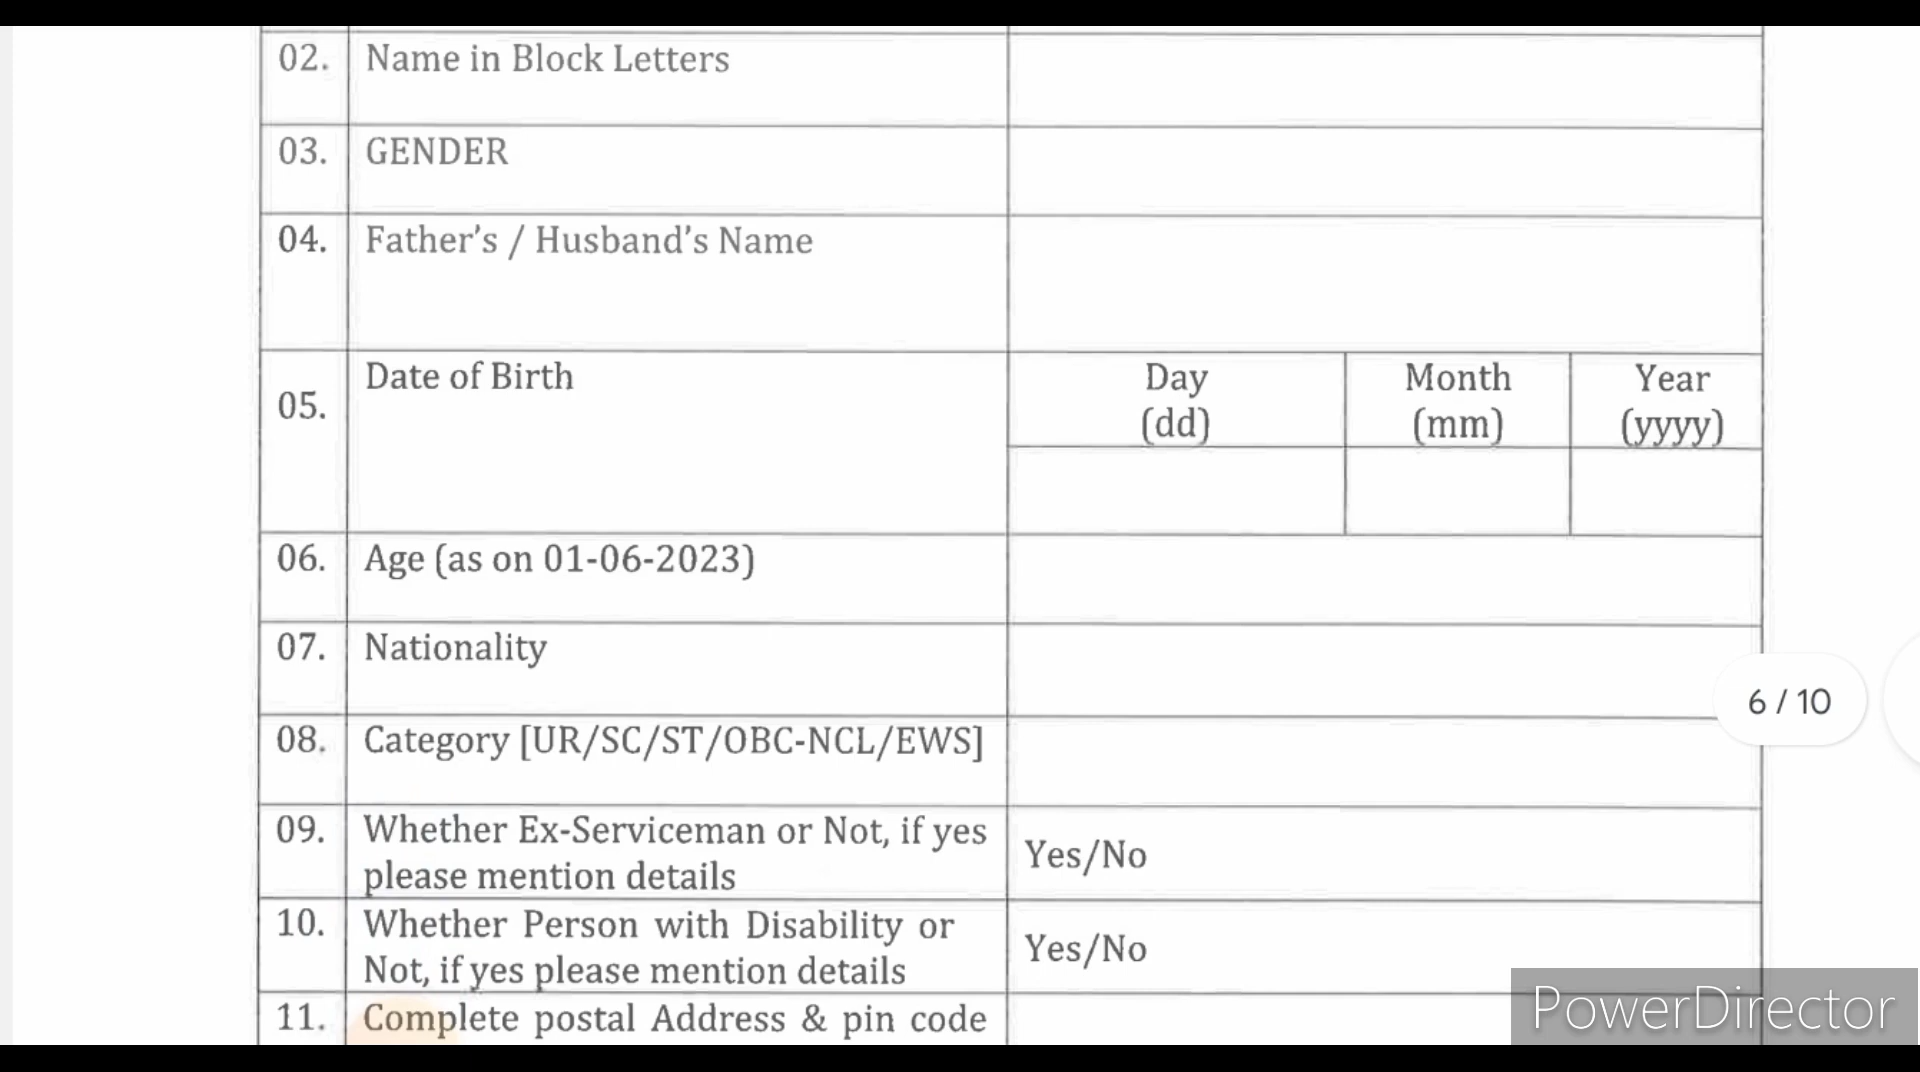 02. Name in Block Letters
03. GENDER
04. Father's / Husband's Name
05. Date of Birth
Day Month Year
(dd) (mm) (yyyy)
06. Age (as on 01-06-2023)
07. Nationality
6 / 10
08. Category [UR/SC/ST/OBC-NCL/EWS]
09. Whether Ex-Serviceman or Not, if yes
please mention details
Yes/No
10. Whether Person with Disability or
Not, if yes please mention details
Yes/No
11. Complete postal Address & pin code
PowerDirector